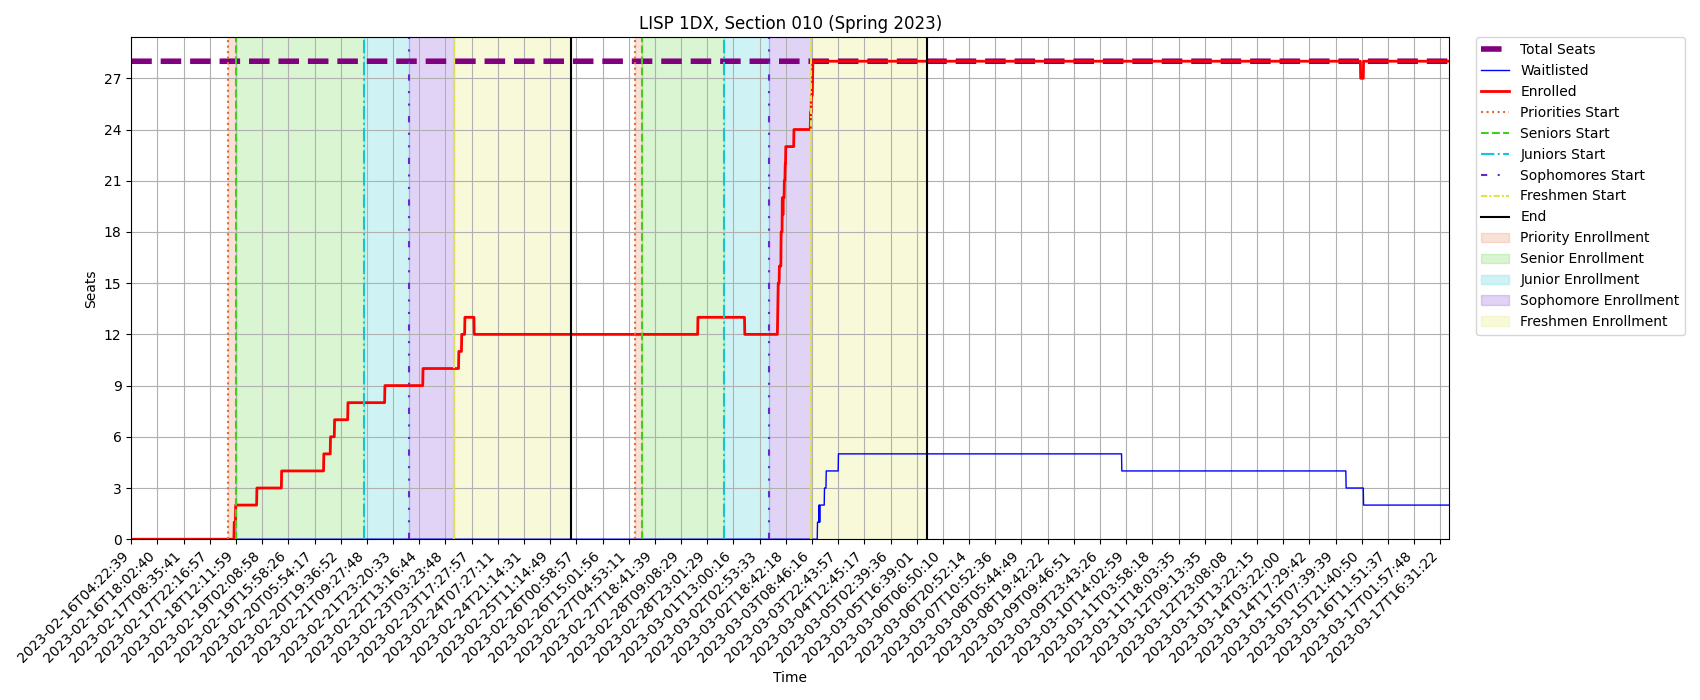 LISP 1DX, Section 010 (Spring 2023)
Seats
27
24
21
18
15
12
9
6
3
0
2023-02-16T04:22:39
2023-02-16T18:02:40
2023-02-17T08:35:41
2023-02-17T22:16:57
2023-02-18T12:11:59
2023-02-19T02:08:58
2023-02-19T15:58:26
2023-02-20T05:54:17
2023-02-20T19:36:52
2023-02-21T09:27:48
2023-02-21T23:20:33
2023-02-22T13:16:44
2023-02-23T03:23:48
2023-02-24T07:27:57
2023-02-24T07:27:11
2023-02-24T21:14:31
2023-02-25T11:14:49
2023-02-26T00:58:57
2023-02-26T15:01:56
2023-02-27T04:53:11
2023-02-27T18:41:39
2023-02-28T09:08:29
2023-02-28T23:01:29
2023-03-01T13:00:16
2023-03-02T02:53:33
2023-03-02T18:42:18
2023-03-03T08:46:16
2023-03-03T22:43:57
2023-03-04T12:45:17
2023-03-05T02:39:36
2023-03-05T16:39:01
2023-03-06T06:50:10
2023-03-06T20:52:14
2023-03-07T10:52:36
2023-03-08T05:44:49
2023-03-08T19:42:22
2023-03-09T09:46:51
2023-03-09T23:43:26
2023-03-10T14:02:59
2023-03-11T03:58:18
2023-03-11T18:03:35
2023-03-12T09:13:35
2023-03-12T23:08:08
2023-03-13T13:22:15
2023-03-14T03:22:00
2023-03-14T17:29:42
2023-03-15T07:39:39
2023-03-15T21:40:50
2023-03-16T11:51:37
2023-03-17T01:57:48
2023-03-17T16:31:22
Time
Total Seats
Waitlisted
Enrolled
Priorities Start
Seniors Start
Juniors Start
Sophomores Start
Freshmen Start
End
Priority Enrollment
Senior Enrollment
Junior Enrollment
Sophomore Enrollment
Freshmen Enrollment